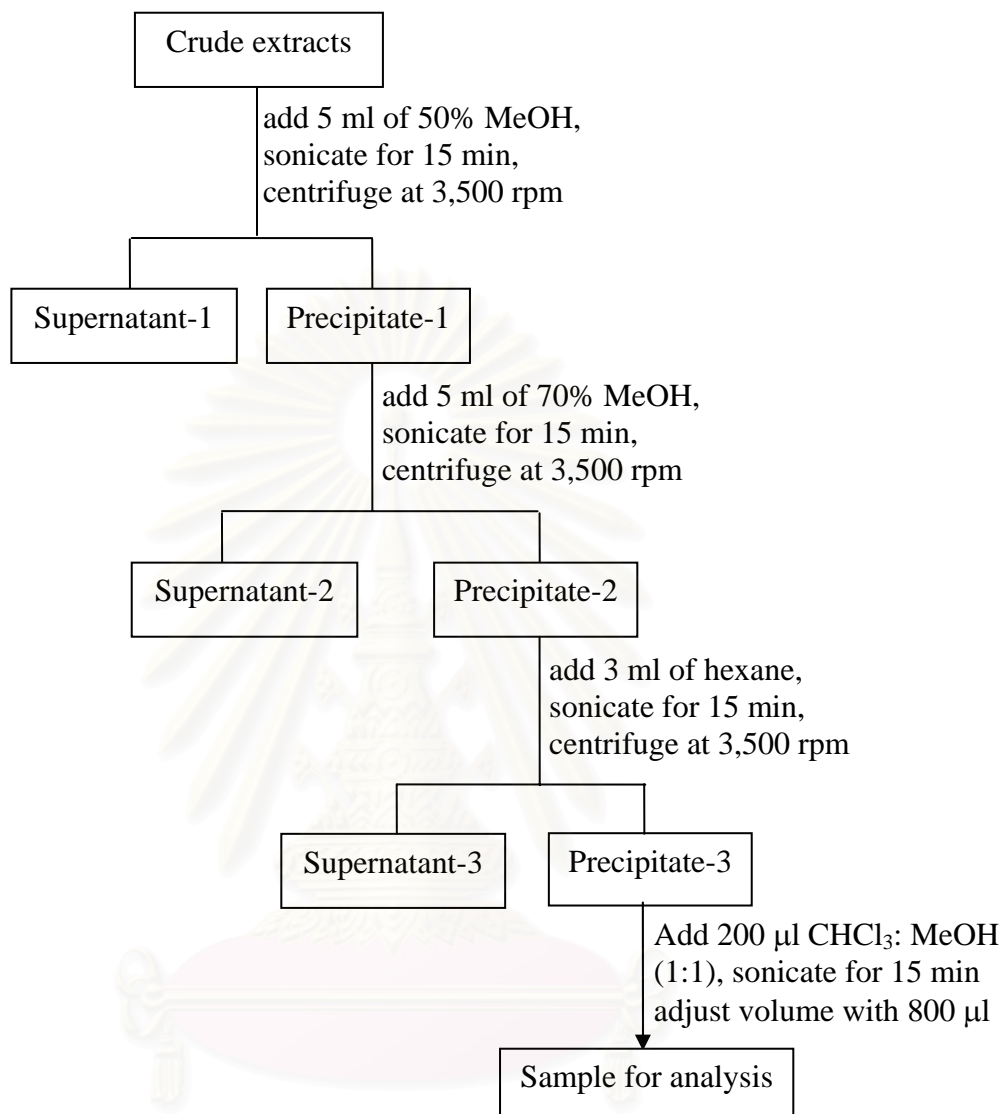 Crude extracts
add 5 ml of 50% MeOH,
sonicate for 15 min,
centrifuge at 3,500 rpm
Supernatant-1
Precipitate-1
add 5 ml of 70% MeOH,
sonicate for 15 min,
centrifuge at 3,500 rpm
Supernatant-2
Precipitate-2
add 3 ml of hexane,
sonicate for 15 min,
centrifuge at 3,500 rpm
Supernatant-3
Precipitate-3
Add 200 μl CHCl₃: MeOH
(1:1), sonicate for 15 min
adjust volume with 800 μl
Sample for analysis